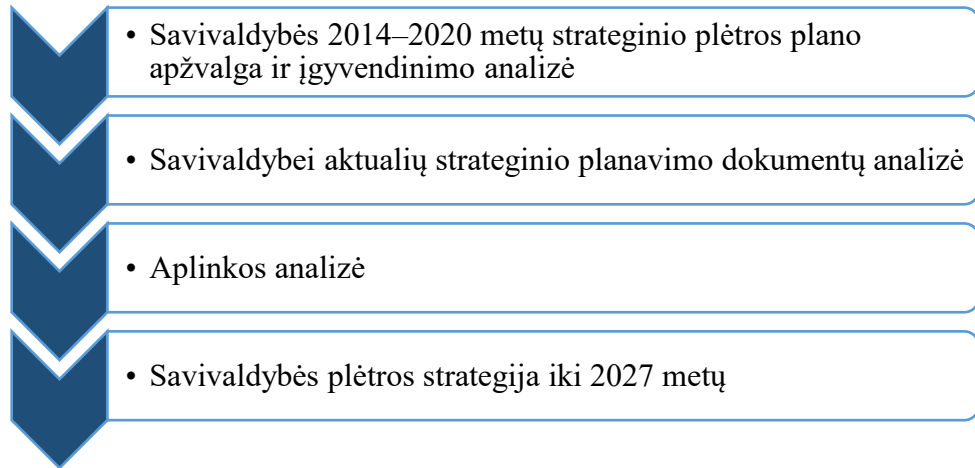 • Savivaldybės 2014–2020 metų strateginio plėtros plano
apžvalga ir įgyvendinimo analizė
• Savivaldybei aktualių strateginio planavimo dokumentų analizė
• Aplinkos analizė
• Savivaldybės plėtros strategija iki 2027 metų